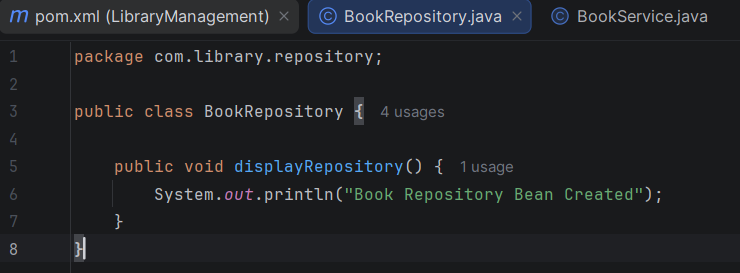 pom.xml (LibraryManagement) BookRepository.java BookService.java
1 package com.library.repository;
2
3 public class BookRepository { 4 usages
4
5 public void displayRepository() { 1 usage
6 System.out.println("Book Repository Bean Created");
7 }
8 }